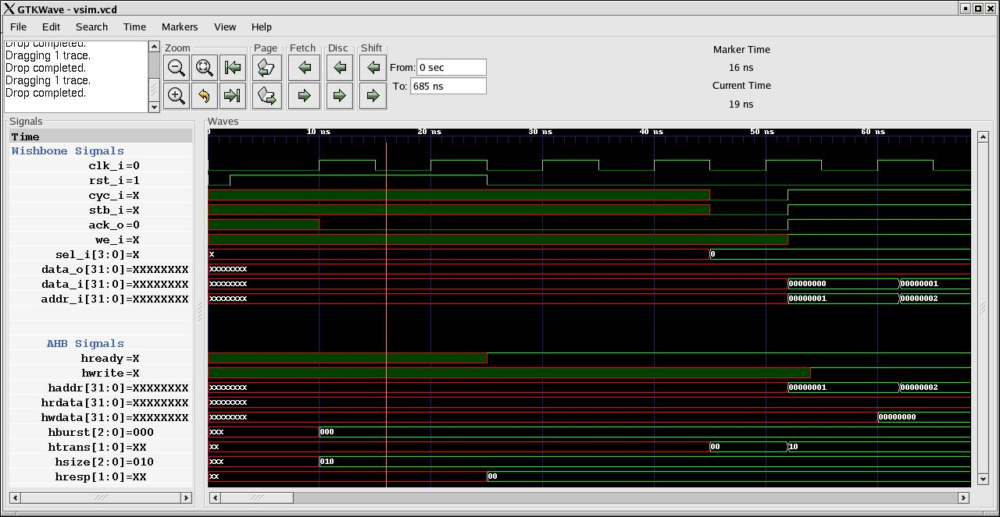 GTKWave - vsim.vcd
File Edit Search Time Markers View Help
Drop completed.
Dragging 1 trace.
Drop completed.
Dragging 1 trace.
Drop completed.
Zoom Page Fetch Disc Shift
From: 0 sec
To: 685 ns
Marker Time
16 ns
Current Time
19 ns
Signals
Waves
Time
0 10 ns 20 ns 30 ns 40 ns 50 ns 60 ns
Wishbone Signals
clk_i=0
rst_i=1
cyc_i=X
stb_i=X
ack_o=0
we_i=X
sel_i[3:0]=X x 0
data_o[31:0]=XXXXXXXX xxxxxxxx
data_i[31:0]=XXXXXXXX xxxxxxxx 00000000 00000001
addr_i[31:0]=XXXXXXXX xxxxxxxx 00000001 00000002
AHB Signals
hready=X
hwrite=X
haddr[31:0]=XXXXXXXX xxxxxxxx 00000001 00000002
hrdata[31:0]=XXXXXXXX xxxxxxxx
hwdata[31:0]=XXXXXXXX xxxxxxxx 00000000
hburst[2:0]=000 xxx 000
htrans[1:0]=XX xx 00 10
hsize[2:0]=010 xxx 010
hresp[1:0]=XX xx 00